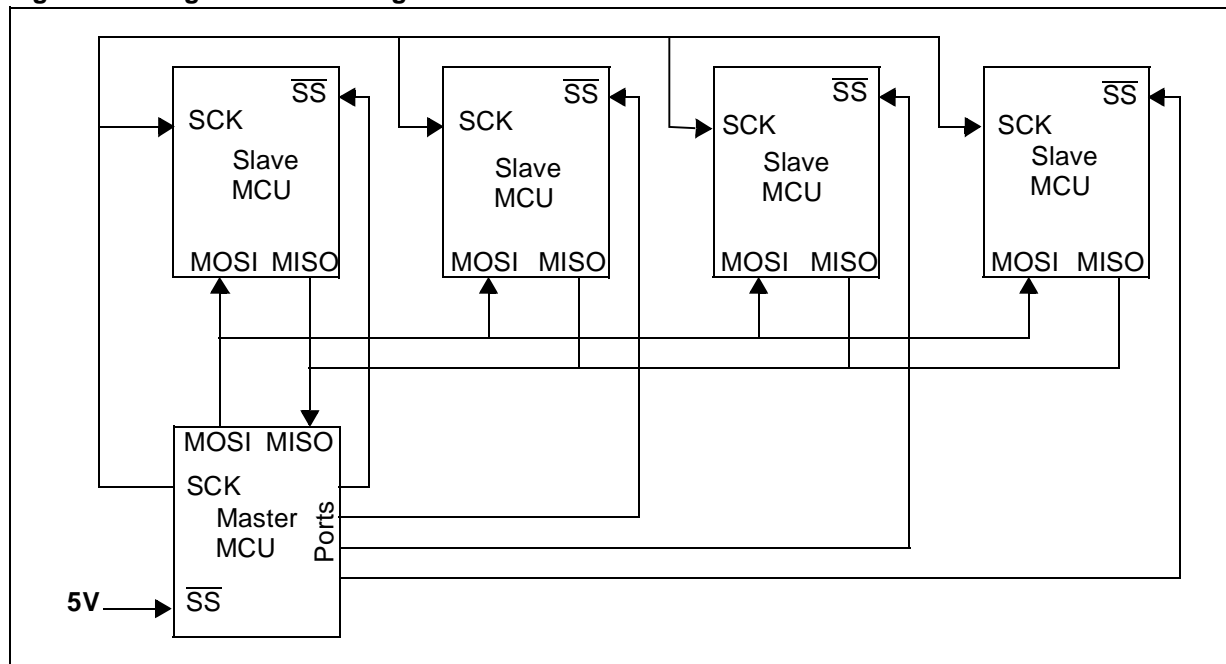 SS SS SS SS
SCK SCK SCK SCK
Slave MCU
Slave MCU
Slave MCU
Slave MCU
MOSI MISO MOSI MISO MOSI MISO MOSI MISO
MOSI MISO
SCK
Master
MCU
Ports
5V
SS